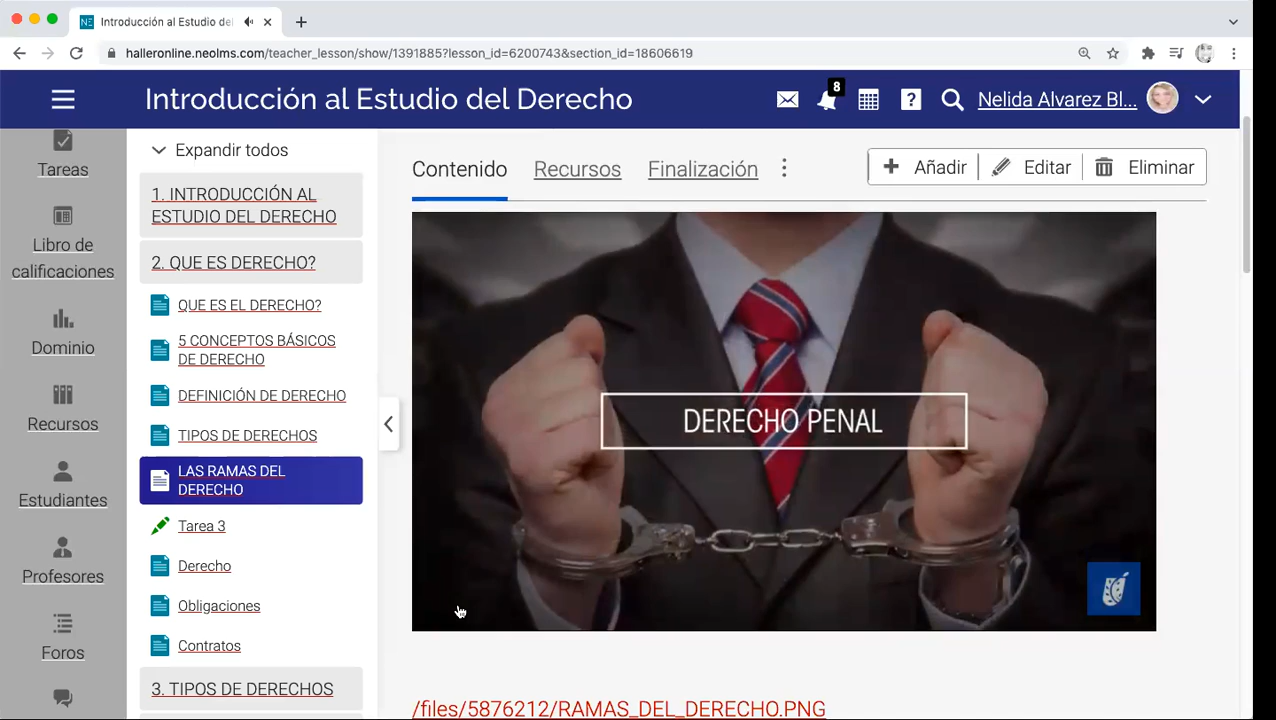 Introducción al Estudio del De
halleronline.neolms.com/teacher_lesson/show/1391885?lesson_id=6200743&section_id=18606619
Introducción al Estudio del Derecho
8
Nelida Alvarez Bl...
Tareas
Libro de
calificaciones
Dominio
Recursos
Estudiantes
Profesores
Foros
Expandir todos
1. INTRODUCCIÓN AL
ESTUDIO DEL DERECHO
2. QUE ES DERECHO?
QUE ES EL DERECHO?
5 CONCEPTOS BÁSICOS
DE DERECHO
DEFINICIÓN DE DERECHO
TIPOS DE DERECHOS
LAS RAMAS DEL
DERECHO
Tarea 3
Derecho
Obligaciones
Contratos
3. TIPOS DE DERECHOS
Contenido Recursos Finalización
Añadir Editar Eliminar
DERECHO PENAL
/files/5876212/RAMAS_DEL_DERECHO.PNG